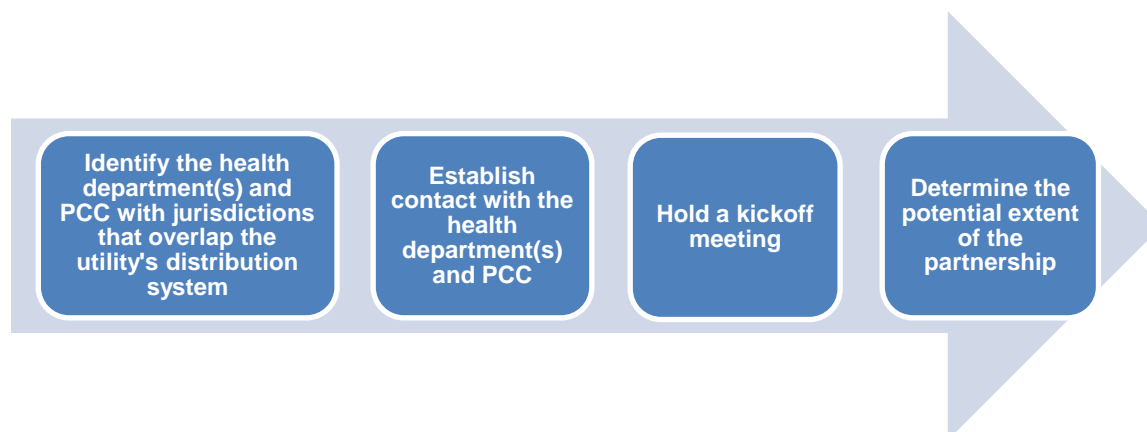 Identify the health
department(s) and
PCC with jurisdictions
that overlap the
utility's distribution
system
Establish
contact with the
health
department(s)
and PCC
Hold a kickoff
meeting
Determine the
potential extent
of the
partnership